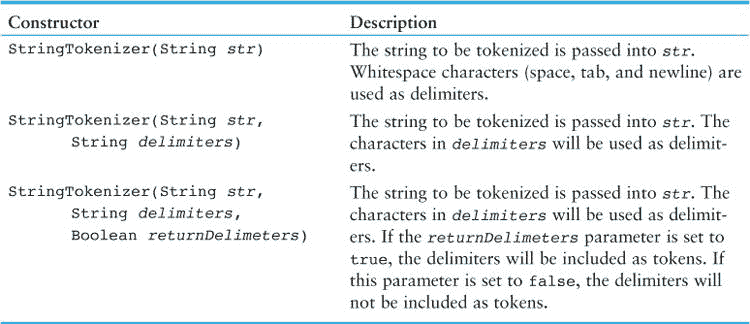 Constructor Description
StringTokenizer(String str) The string to be tokenized is passed into str.
Whitespace characters (space, tab, and newline) are
used as delimiters.
StringTokenizer(String str, The string to be tokenized is passed into str. The
String delimiters) characters in delimiters will be used as delimit-
ers.
StringTokenizer(String str, The string to be tokenized is passed into str. The
String delimiters, characters in delimiters will be used as delimit-
Boolean returnDelimeters) ers. If the returnDelimeters parameter is set to
true, the delimiters will be included as tokens. If
this parameter is set to false, the delimiters will
not be included as tokens.